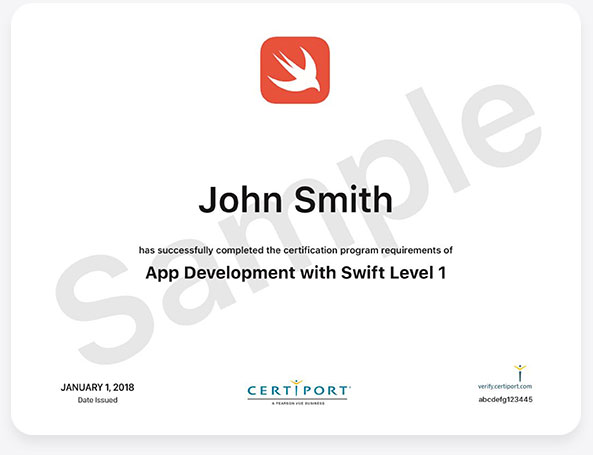 Sample
John Smith
has successfully completed the certification program requirements of
App Development with Swift Level 1
JANUARY 1, 2018
Date Issued
CERTIPORT®
A PEARSON VUE BUSINESS
verify.certiport.com
abcdefg123445